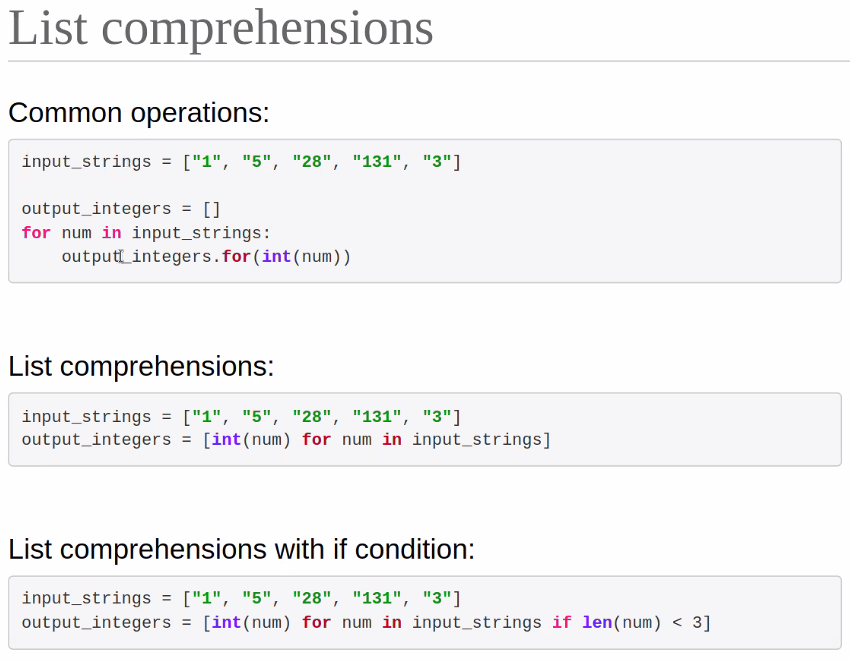 List comprehensions
Common operations:
input_strings = ["1", "5", "28", "131", "3"]
output_integers = []
for num in input_strings:
    output_integers.for(int(num))
List comprehensions:
input_strings = ["1", "5", "28", "131", "3"]
output_integers = [int(num) for num in input_strings]
List comprehensions with if condition:
input_strings = ["1", "5", "28", "131", "3"]
output_integers = [int(num) for num in input_strings if len(num) < 3]